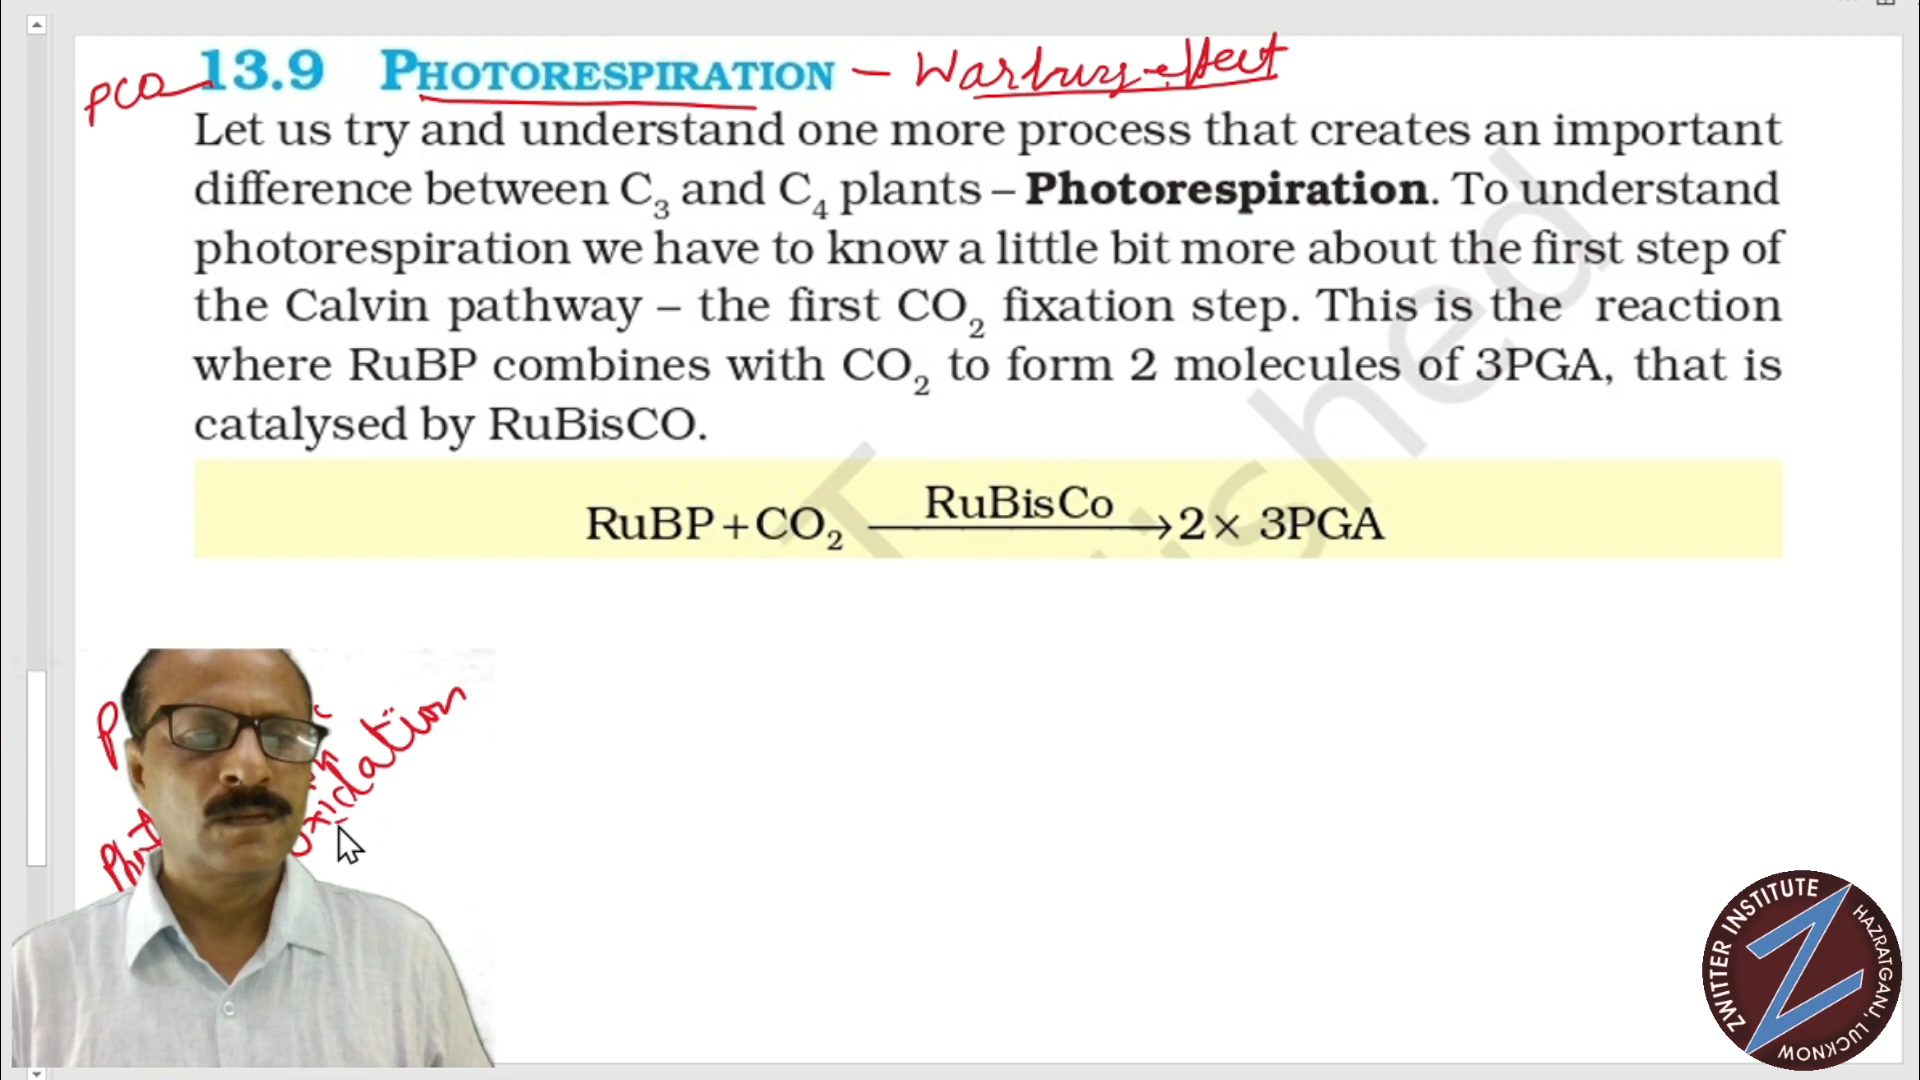 13.9 PHOTORESPIRATION – Warburg effect
PCO
Let us try and understand one more process that creates an important
difference between C₃ and C₄ plants – Photorespiration. To understand
photorespiration we have to know a little bit more about the first step of
the Calvin pathway – the first CO₂ fixation step. This is the reaction
where RuBP combines with CO₂ to form 2 molecules of 3PGA, that is
catalysed by RuBisCO.
RuBP+CO₂ RuBisCo → 2× 3PGA
ZWITTER INSTITUTE
HAZRATGANJ, LUCKNOW